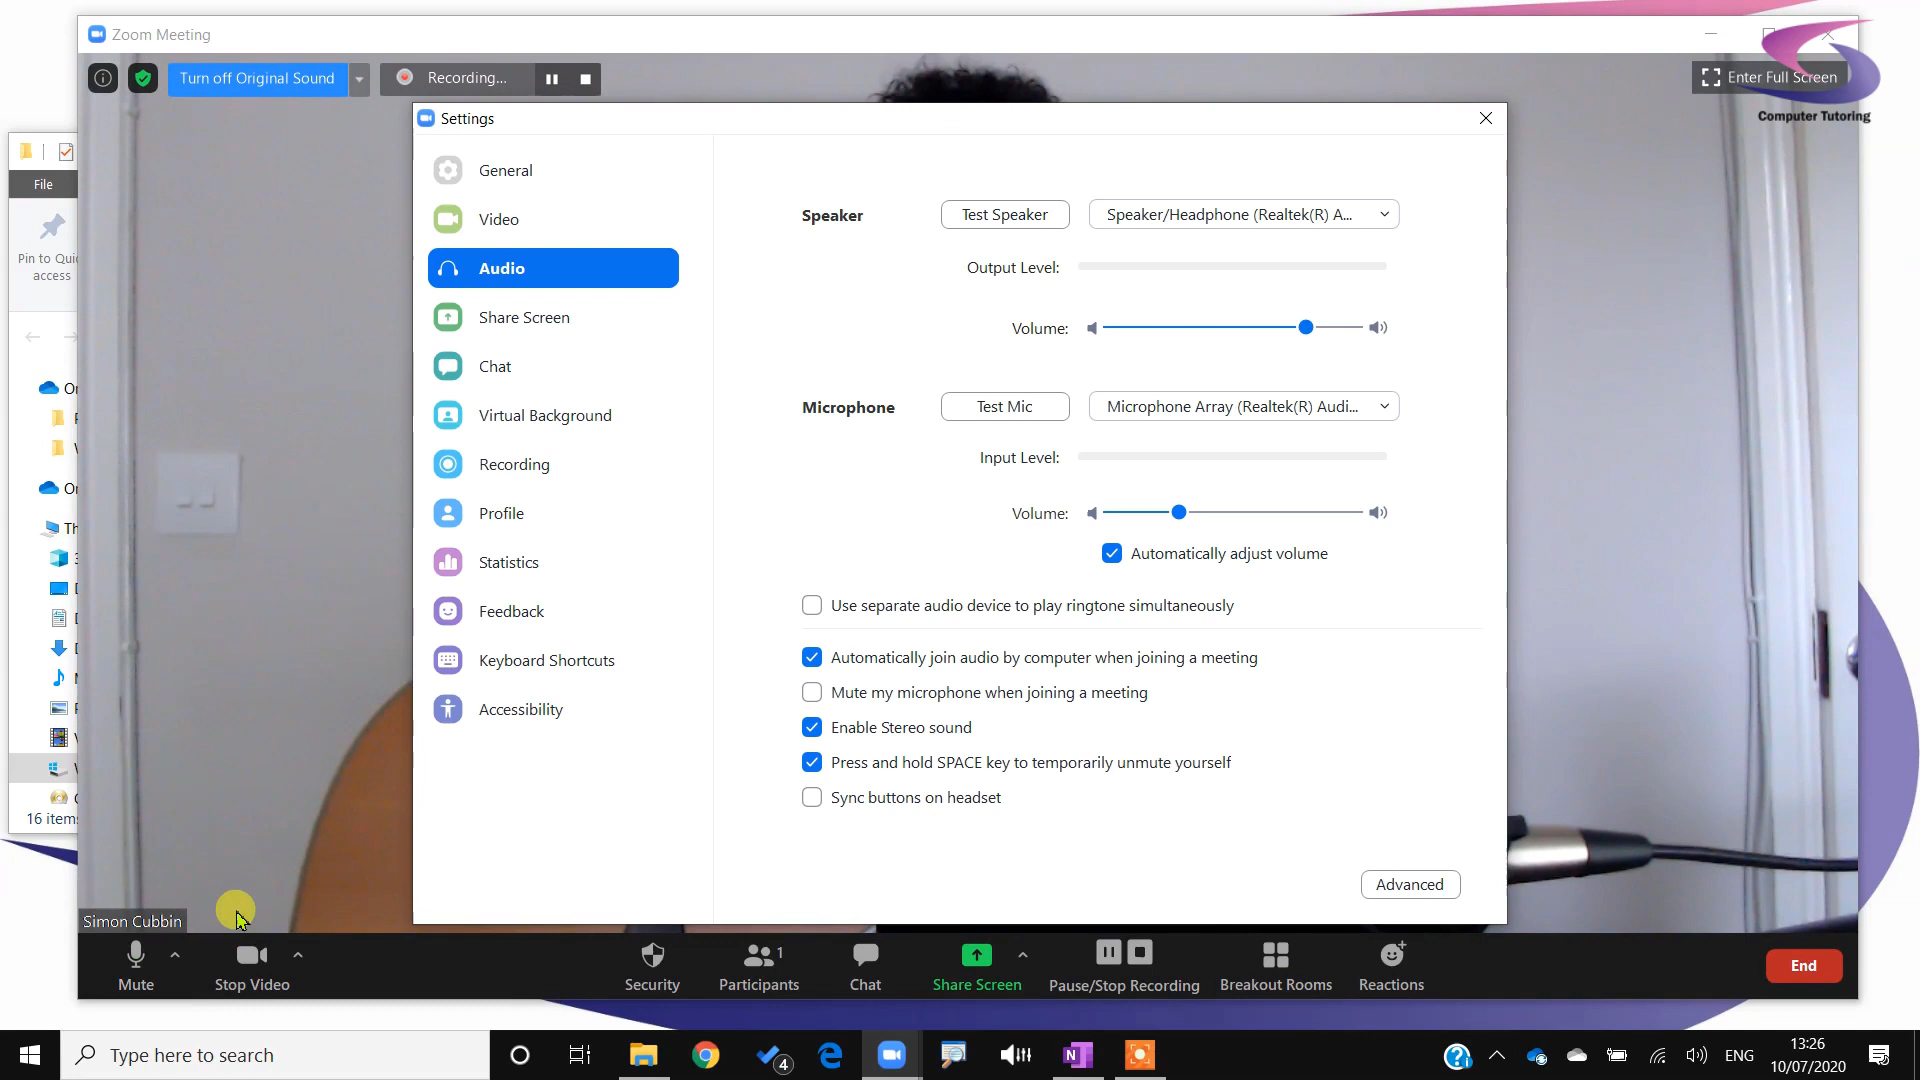 Zoom Meeting
Turn off Original Sound
Recording...
Enter Full Screen
Computer Tutoring
File
Pin to Quic
access
16 items
Settings
General
Video
Audio
Share Screen
Chat
Virtual Background
Recording
Profile
Statistics
Feedback
Keyboard Shortcuts
Accessibility
Speaker
Test Speaker
Speaker/Headphone (Realtek(R) A...
Output Level:
Volume:
Microphone
Test Mic
Microphone Array (Realtek(R) Audi...
Input Level:
Volume:
Automatically adjust volume
Use separate audio device to play ringtone simultaneously
Automatically join audio by computer when joining a meeting
Mute my microphone when joining a meeting
Enable Stereo sound
Press and hold SPACE key to temporarily unmute yourself
Sync buttons on headset
Advanced
Simon Cubbin
Mute
Stop Video
Security
Participants 1
Chat
Share Screen
Pause/Stop Recording
Breakout Rooms
Reactions
End
Type here to search
4
ENG
13:26
10/07/2020